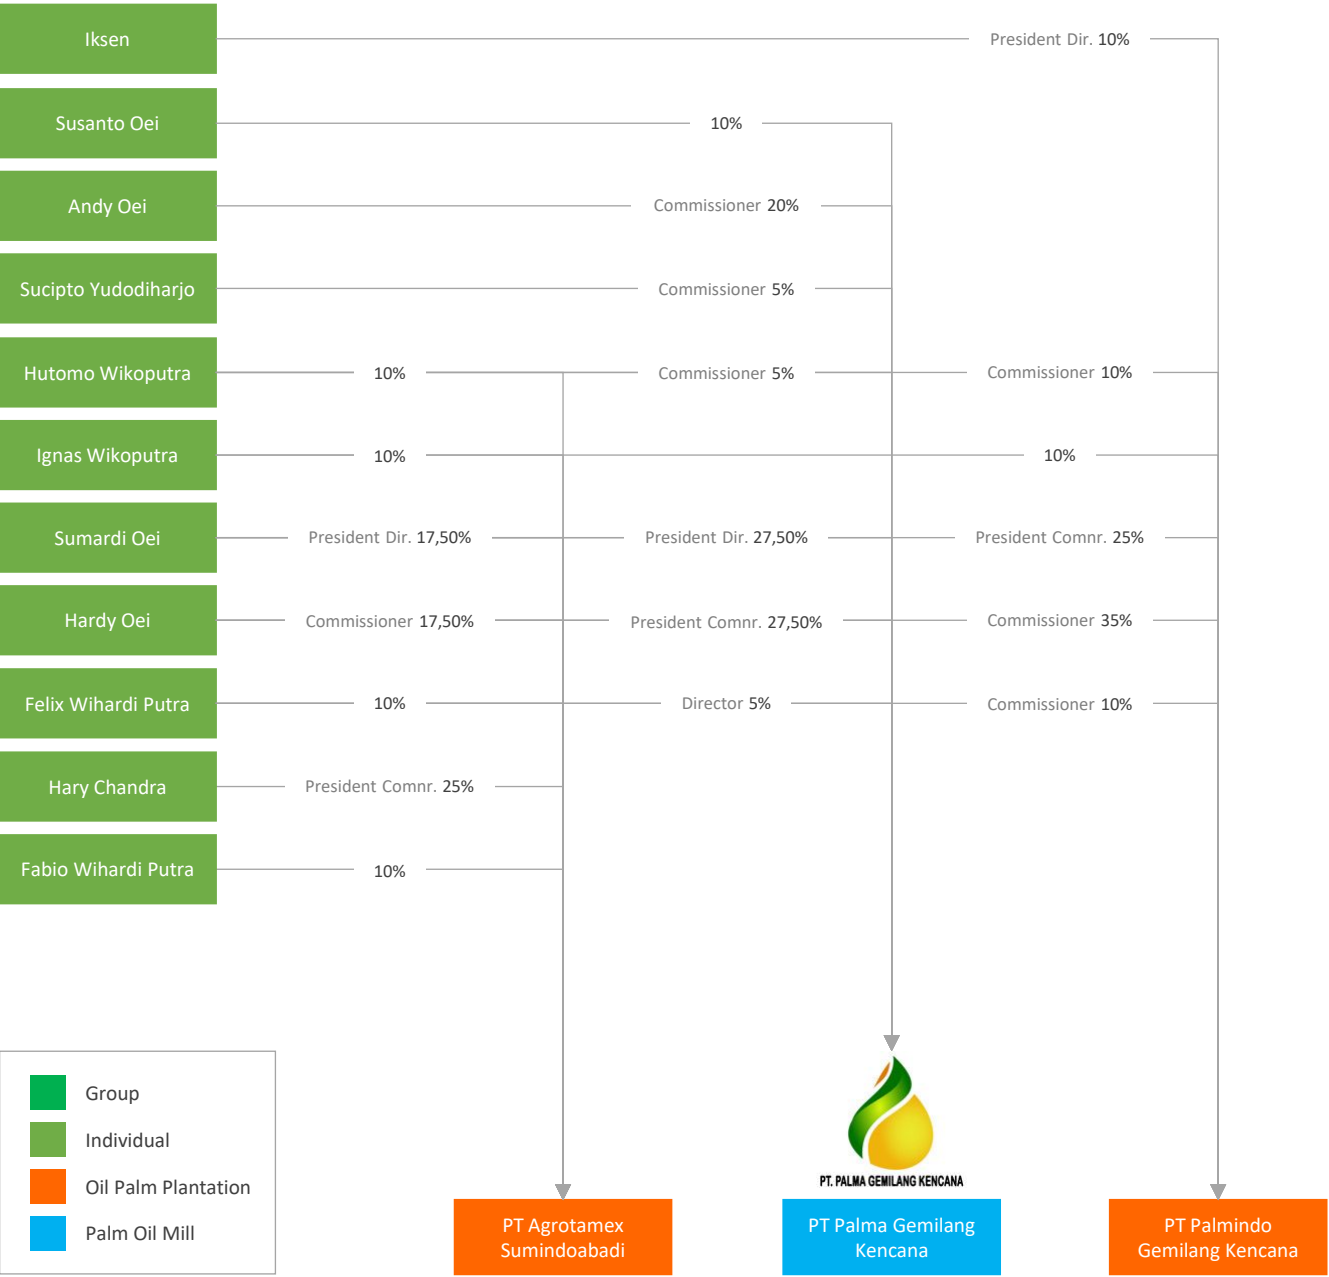 Iksen
President Dir. 10%
Susanto Oei
10%
Andy Oei
Commissioner 20%
Sucipto Yudodiharjo
Commissioner 5%
Hutomo Wikoputra
10%
Commissioner 5%
Commissioner 10%
Ignas Wikoputra
10%
10%
Sumardi Oei
President Dir. 17,50%
President Dir. 27,50%
President Comnr. 25%
Hardy Oei
Commissioner 17,50%
President Comnr. 27,50%
Commissioner 35%
Felix Wihardi Putra
10%
Director 5%
Commissioner 10%
Hary Chandra
President Comnr. 25%
Fabio Wihardi Putra
10%
Group
Individual
Oil Palm Plantation
Palm Oil Mill
PT. PALMA GEMILANG KENCANA
PT Agrotamex
Sumindoabadi
PT Palma Gemilang
Kencana
PT Palmindo
Gemilang Kencana